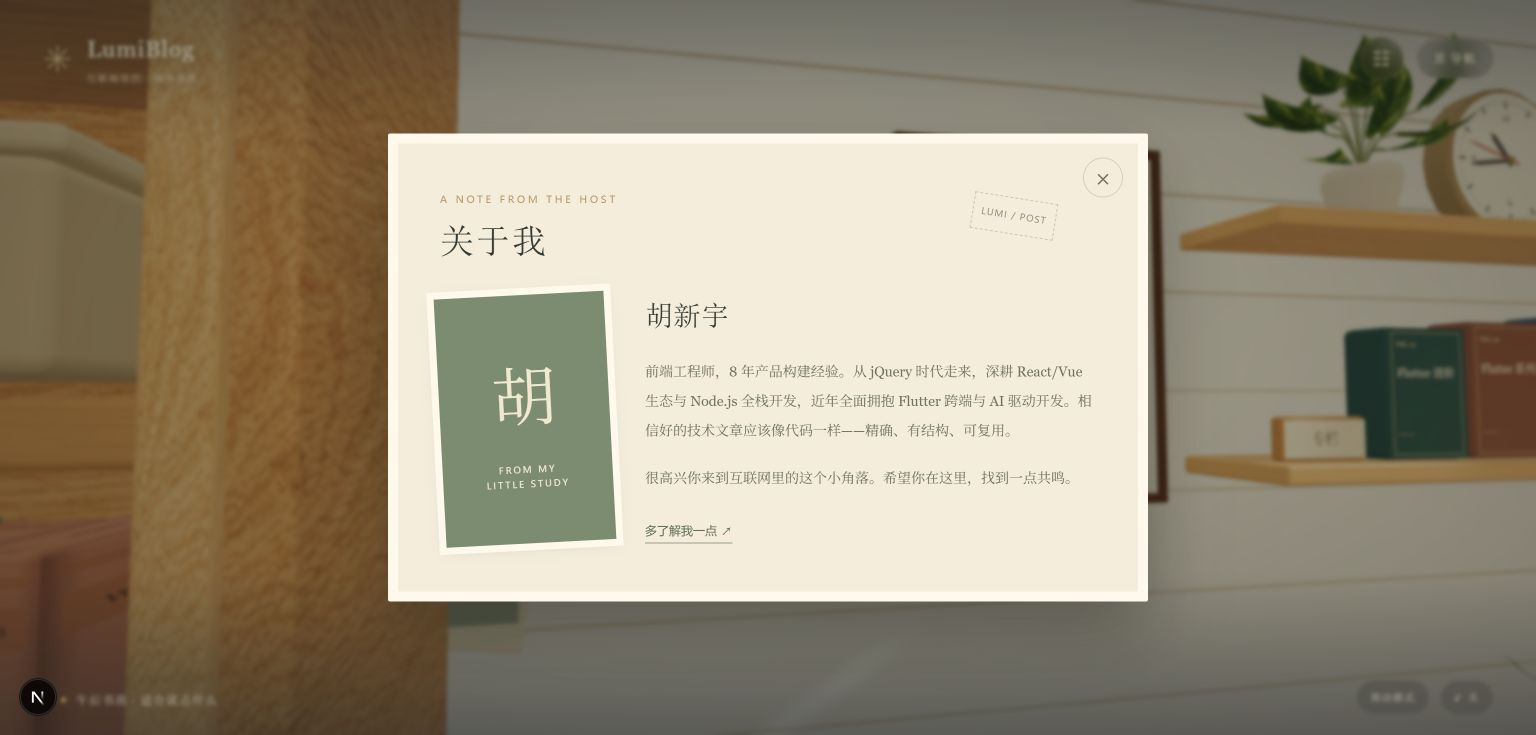 LumiBlog
A NOTE FROM THE HOST
LUMI / POST
关于我
胡
FROM MY
LITTLE STUDY
胡新宇
前端工程师，8 年产品构建经验。从 jQuery 时代走来，深耕 React/Vue
生态与 Node.js 全栈开发，近年全面拥抱 Flutter 跨端与 AI 驱动开发。相
信好的技术文章应该像代码一样——精确、有结构、可复用。
很高兴你来到互联网里的这个小角落。希望你在这里，找到一点共鸣。
多了解我一点 ↗
Flutter
Flutter
N